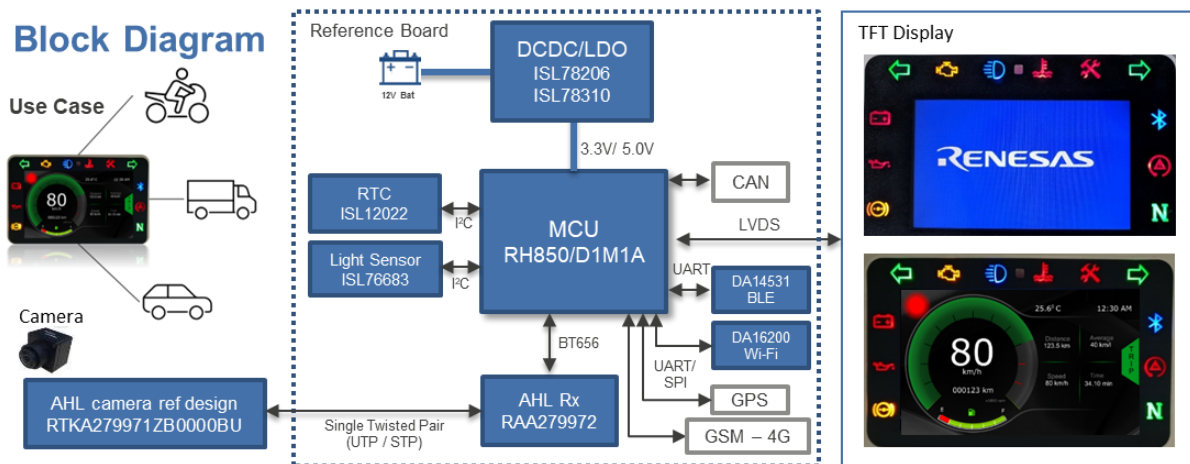 Block Diagram
Use Case
Camera
AHL camera ref design
RTKA279971ZB0000BU
Single Twisted Pair
(UTP / STP)
Reference Board
12V Bat
DCDC/LDO
ISL78206
ISL78310
3.3V/ 5.0V
RTC
ISL12022
I²C
Light Sensor
ISL76683
I²C
MCU
RH850/D1M1A
CAN
LVDS
UART
DA14531
BLE
DA16200
Wi-Fi
UART/
SPI
BT656
AHL Rx
RAA279972
GPS
GSM – 4G
TFT Display
RENESAS
N
25.6° C
12:30 AM
80
km/h
000123 km
Distance
123.5 km
Average
40 km/l
Speed
80 km/h
Time
34.10 min
TRIP
E
F
N
80
N